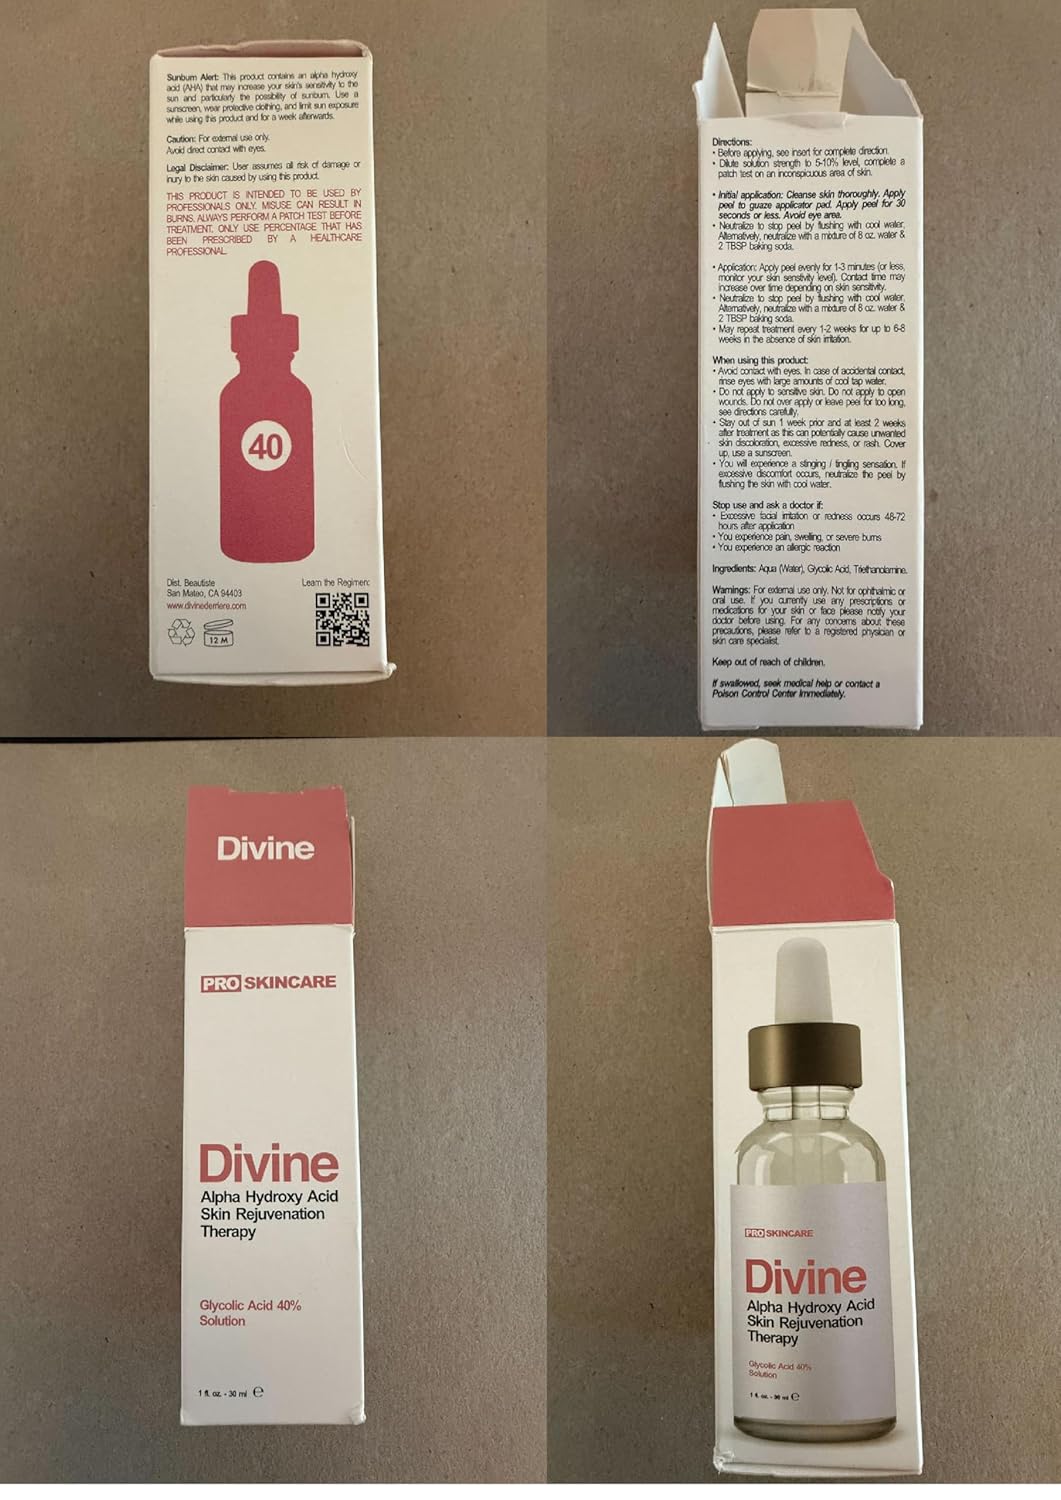 Sunburn Alert: This product contains an alpha hydroxy
acid (AHA) that may increase your skin's sensitivity to the
sun and particularly the possibility of sunburn. Use a
sunscreen, wear protective clothing, and limit sun exposure
while using this product and for a week afterwards.
Caution: For external use only.
Avoid direct contact with eyes.
Legal Disclaimer: User assumes all risk of damage or
inury to the skin caused by using this product.
THIS PRODUCT IS INTENDED TO BE USED BY
PROFESSIONALS ONLY. MISUSE CAN RESULT IN
BURNS. ALWAYS PERFORM A PATCH TEST BEFORE
TREATMENT. ONLY USE PERCENTAGE THAT HAS
BEEN PRESCRIBED BY A HEALTHCARE
PROFESSIONAL.
40
Dist. Beautiste
San Mateo, CA 94403
www.divinederriere.com
Learn the Regimen:
12 M
Directions:
• Before applying, see insert for complete direction.
• Dilute solution strength to 5-10% level, complete a
patch test on an inconspicuous area of skin.
• Initial application: Cleanse skin thoroughly. Apply
peel to guaze applicator pad. Apply peel for 30
seconds or less. Avoid eye area.
• Neutralize to stop peel by flushing with cool water.
Alternatively, neutralize with a mixture of 8 oz. water &
2 TBSP baking soda.
• Application: Apply peel evenly for 1-3 minutes (or less,
monitor your skin senstivity level). Contact time may
increase over time depending on skin sensitivity.
• Neutralize to stop peel by flushing with cool water.
Alternatively, neutralize with a mixture of 8 oz. water &
2 TBSP baking soda.
• May repeat treatment every 1-2 weeks for up to 6-8
weeks in the absence of skin irritation.
When using this product:
• Avoid contact with eyes. In case of accidental contact,
rinse eyes with large amounts of cool tap water.
• Do not apply to sensitive skin. Do not apply to open
wounds. Do not over apply or leave peel for too long,
see directions carefully.
• Stay out of sun 1 week prior and at least 2 weeks
after treatment as this can potentially cause unwanted
skin discoloration, excessive redness, or rash. Cover
up, use a sunscreen.
• You will experience a stinging / tingling sensation. If
excessive discomfort occurs, neutralize the peel by
flushing the skin with cool water.
Stop use and ask a doctor if:
• Excessive facial irritation or redness occurs 48-72
hours after application
• You experience pain, swelling, or severe burns
• You experience an allergic reaction
Ingredients: Aqua (Water), Glycolic Acid, Triethanolamine.
Warnings: For external use only. Not for ophthalmic or
oral use. If you currently use any prescriptions or
medications for your skin or face please notify your
doctor before using. For any concerns about these
precautions, please refer to a registered physician or
skin care specialist.
Keep out of reach of children.
If swallowed, seek medical help or contact a
Poison Control Center Immediately.
Divine
PRO SKINCARE
Divine
Alpha Hydroxy Acid
Skin Rejuvenation
Therapy
Glycolic Acid 40%
Solution
1 fl. oz. - 30 ml ℮
PRO SKINCARE
Divine
Alpha Hydroxy Acid
Skin Rejuvenation
Therapy
Glycolic Acid 40%
Solution
1 fl. oz. - 30 ml ℮